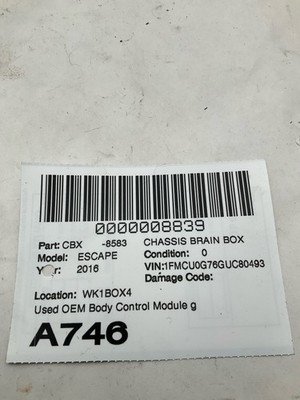 0000008839
Part: CBX -8583 CHASSIS BRAIN BOX
Model: ESCAPE Condition: 0
Year: 2016 VIN:1FMCU0G76GUC80493
Damage Code:
Location: WK1BOX4
Used OEM Body Control Module g
A746